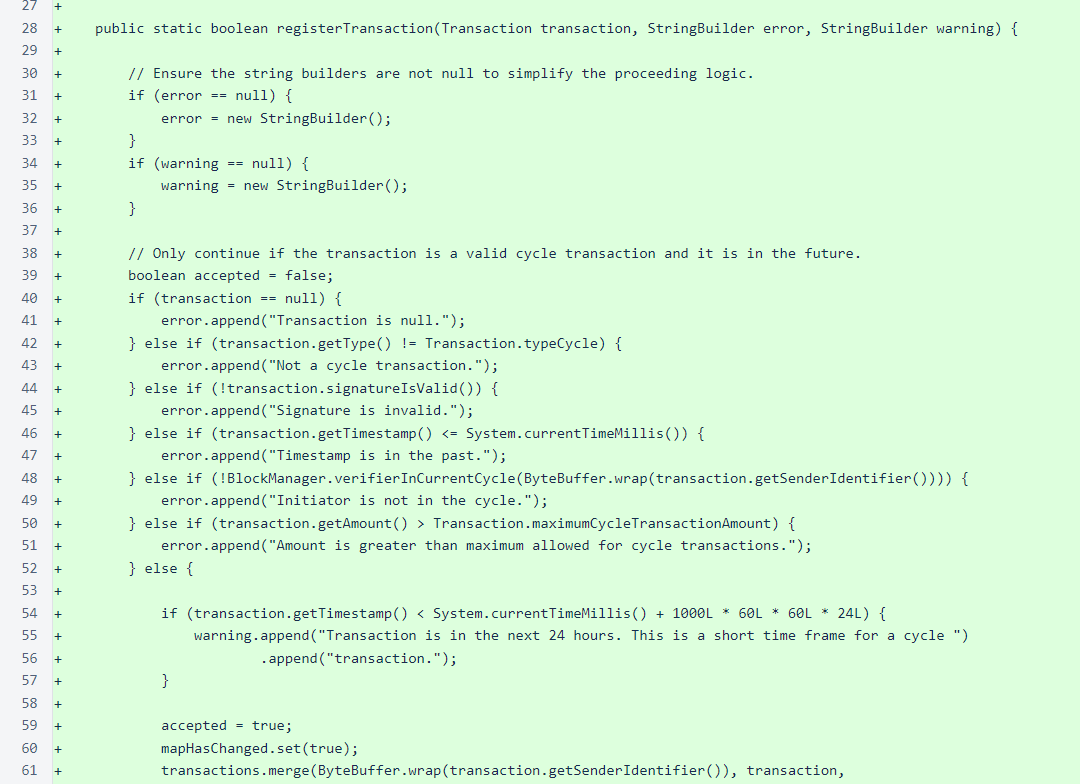 27 +
28 + public static boolean registerTransaction(Transaction transaction, StringBuilder error, StringBuilder warning) {
29 +
30 + // Ensure the string builders are not null to simplify the proceeding logic.
31 + if (error == null) {
32 + error = new StringBuilder();
33 + }
34 + if (warning == null) {
35 + warning = new StringBuilder();
36 + }
37 +
38 + // Only continue if the transaction is a valid cycle transaction and it is in the future.
39 + boolean accepted = false;
40 + if (transaction == null) {
41 + error.append("Transaction is null.");
42 + } else if (transaction.getType() != Transaction.typeCycle) {
43 + error.append("Not a cycle transaction.");
44 + } else if (!transaction.signatureIsValid()) {
45 + error.append("Signature is invalid.");
46 + } else if (transaction.getTimestamp() <= System.currentTimeMillis()) {
47 + error.append("Timestamp is in the past.");
48 + } else if (!BlockManager.verifierInCurrentCycle(ByteBuffer.wrap(transaction.getSenderIdentifier()))) {
49 + error.append("Initiator is not in the cycle.");
50 + } else if (transaction.getAmount() > Transaction.maximumCycleTransactionAmount) {
51 + error.append("Amount is greater than maximum allowed for cycle transactions.");
52 + } else {
53 +
54 + if (transaction.getTimestamp() < System.currentTimeMillis() + 1000L * 60L * 60L * 24L) {
55 + warning.append("Transaction is in the next 24 hours. This is a short time frame for a cycle ")
56 + .append("transaction.");
57 + }
58 +
59 + accepted = true;
60 + mapHasChanged.set(true);
61 + transactions.merge(ByteBuffer.wrap(transaction.getSenderIdentifier()), transaction,